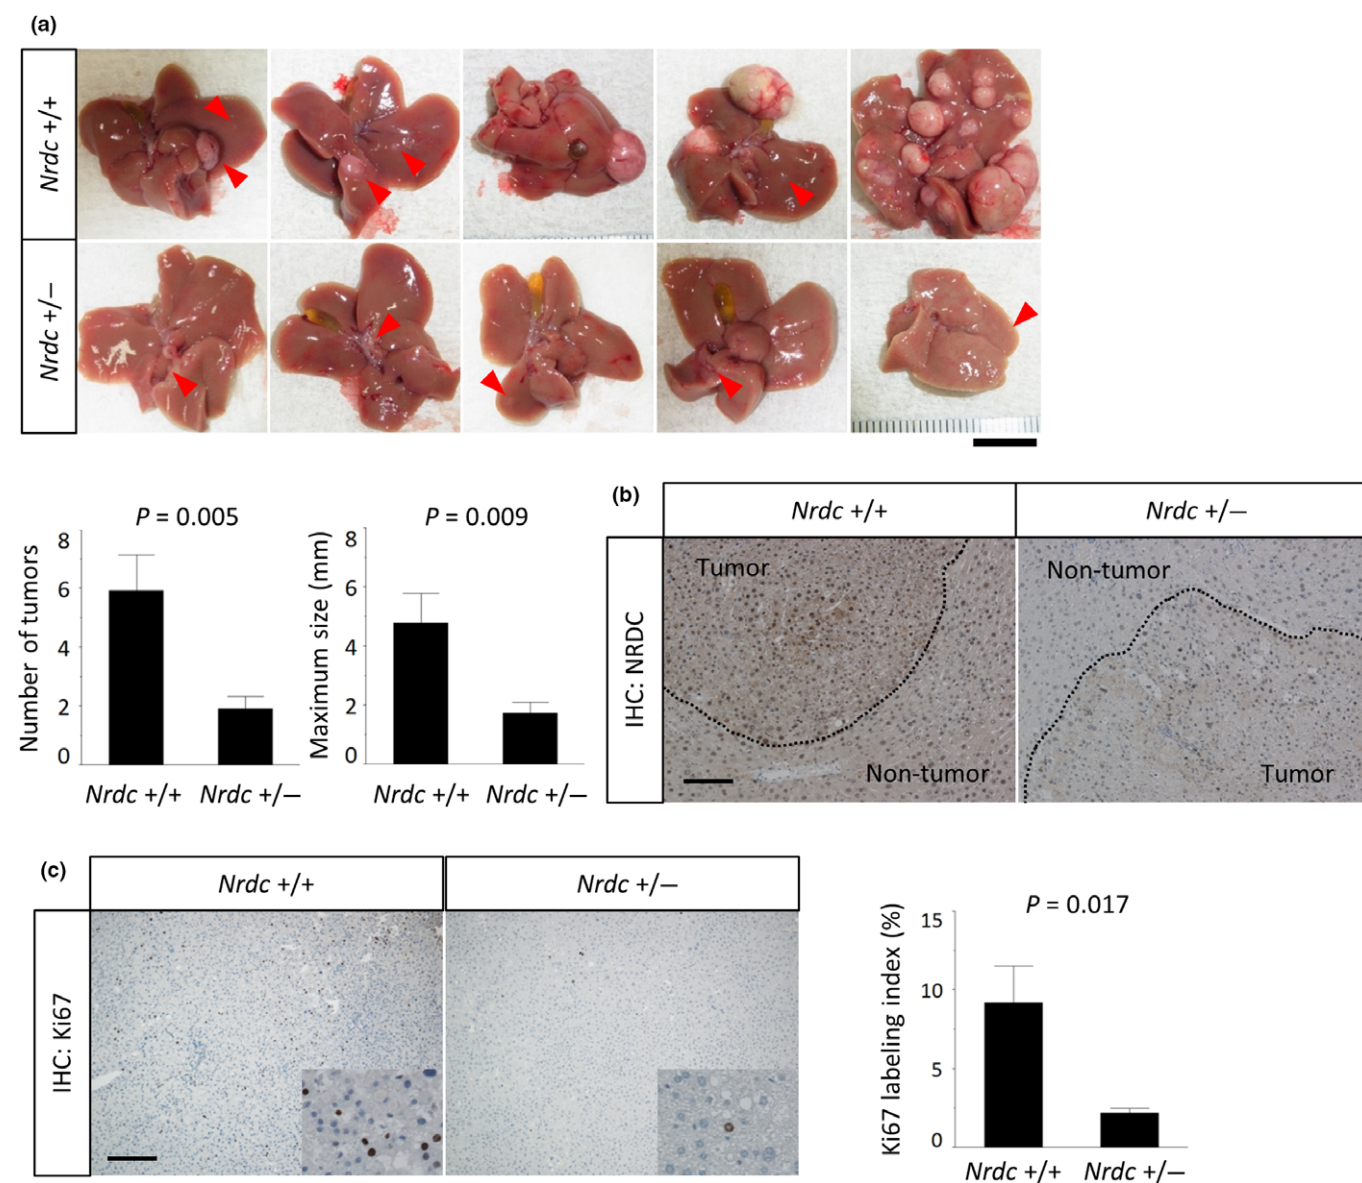 (a)
Nrdc +/+
Nrdc +/−
P = 0.005
Number of tumors
8
6
4
2
0
Nrdc +/+ Nrdc +/−
P = 0.009
Maximum size (mm)
8
6
4
2
0
Nrdc +/+ Nrdc +/−
(b)
Nrdc +/+
Nrdc +/−
IHC: NRDC
Tumor
Non-tumor
Non-tumor
Tumor
(c)
Nrdc +/+
Nrdc +/−
IHC: Ki67
P = 0.017
Ki67 labeling index (%)
15
10
5
0
Nrdc +/+ Nrdc +/−